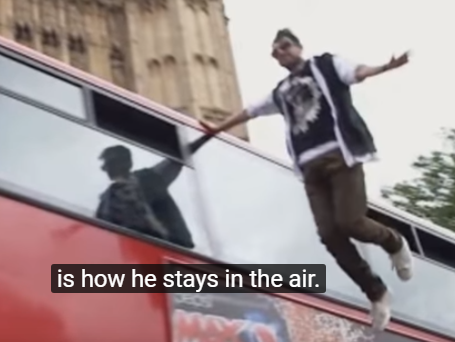 is how he stays in the air.